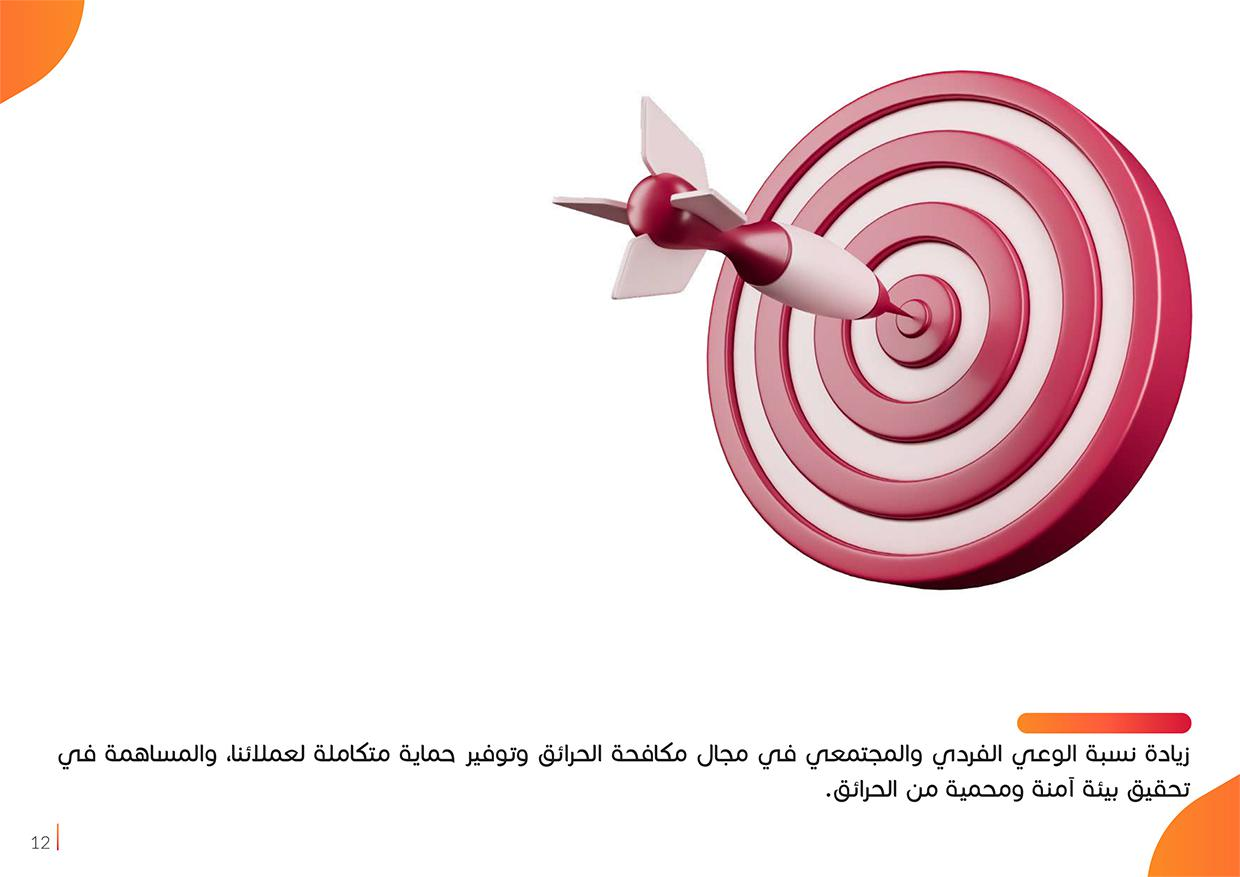 زيادة نسبة الوعي الفردي والمجتمعي في مجال مكافحة الحرائق وتوفير حماية متكاملة لعملائنا، والمساهمة في
تحقيق بيئة آمنة ومحمية من الحرائق.
12